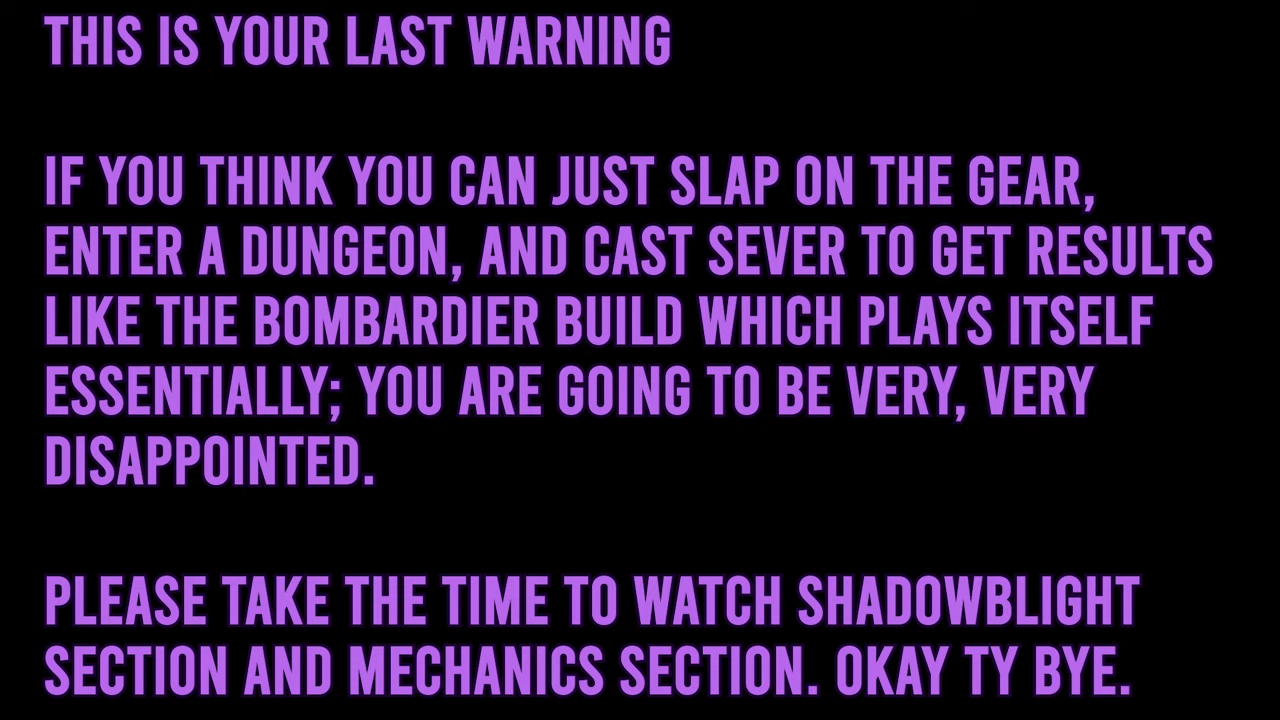 THIS IS YOUR LAST WARNING
IF YOU THINK YOU CAN JUST SLAP ON THE GEAR,
ENTER A DUNGEON, AND CAST SEVER TO GET RESULTS
LIKE THE BOMBARDIER BUILD WHICH PLAYS ITSELF
ESSENTIALLY; YOU ARE GOING TO BE VERY, VERY
DISAPPOINTED.
PLEASE TAKE THE TIME TO WATCH SHADOWBLIGHT
SECTION AND MECHANICS SECTION. OKAY TY BYE.